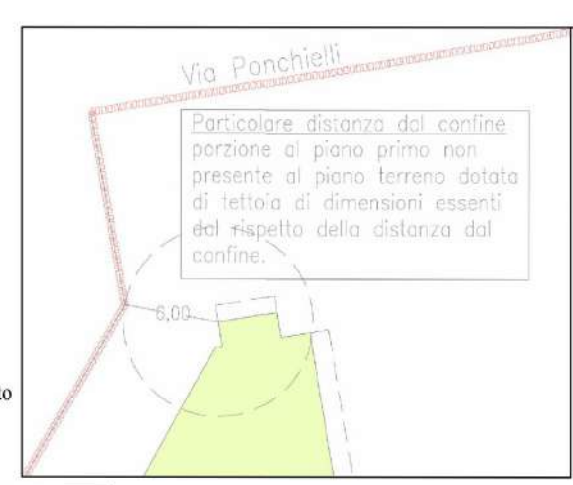 Via Ponchielli
Particolare distanza dal confine
porzione al piano primo non
presente al piano terreno dotata
di tettoia di dimensioni essenti
dal rispetto della distanza dal
confine.
6,00